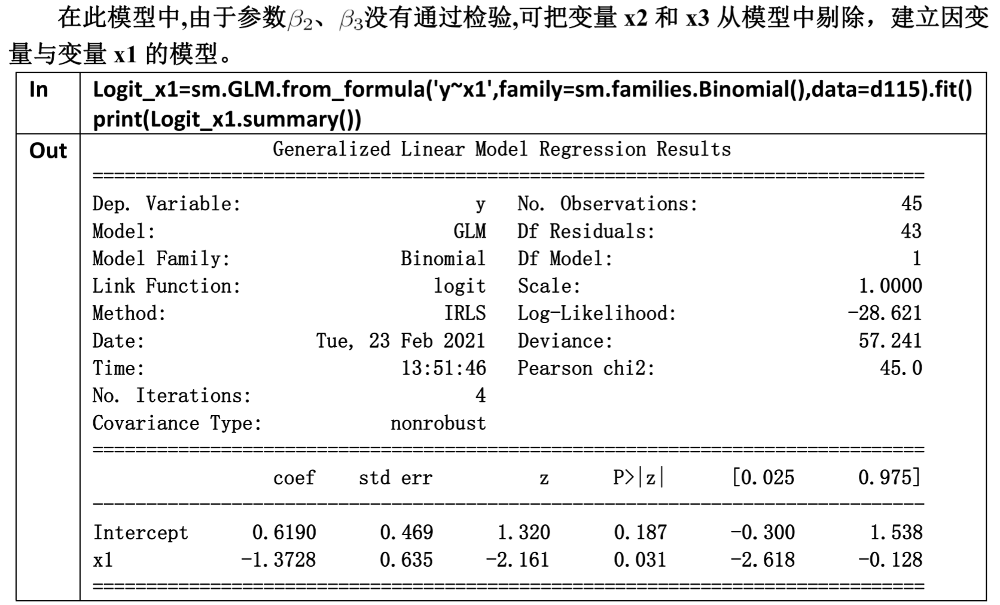 在此模型中,由于参数β2、β3没有通过检验,可把变量 x2 和 x3 从模型中剔除，建立因变
量与变量 x1 的模型。
In Logit_x1=sm.GLM.from_formula('y~x1',family=sm.families.Binomial(),data=d115).fit()
print(Logit_x1.summary())
Out Generalized Linear Model Regression Results
==============================================================================
Dep. Variable: y No. Observations: 45
Model: GLM Df Residuals: 43
Model Family: Binomial Df Model: 1
Link Function: logit Scale: 1.0000
Method: IRLS Log-Likelihood: -28.621
Date: Tue, 23 Feb 2021 Deviance: 57.241
Time: 13:51:46 Pearson chi2: 45.0
No. Iterations: 4
Covariance Type: nonrobust
==============================================================================
coef std err z P>|z| [0.025 0.975]
------------------------------------------------------------------------------
Intercept 0.6190 0.469 1.320 0.187 -0.300 1.538
x1 -1.3728 0.635 -2.161 0.031 -2.618 -0.128
==============================================================================